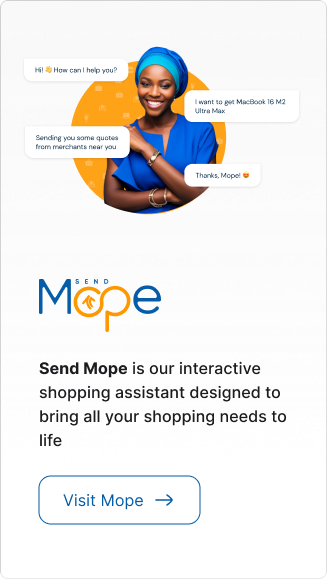 Hi! 👋 How can I help you?
I want to get MacBook 16 M2
Ultra Max
Sending you some quotes
from merchants near you
Thanks, Mope! 😍
SEND
Mope
Send Mope is our interactive
shopping assistant designed to
bring all your shopping needs to
life
Visit Mope →